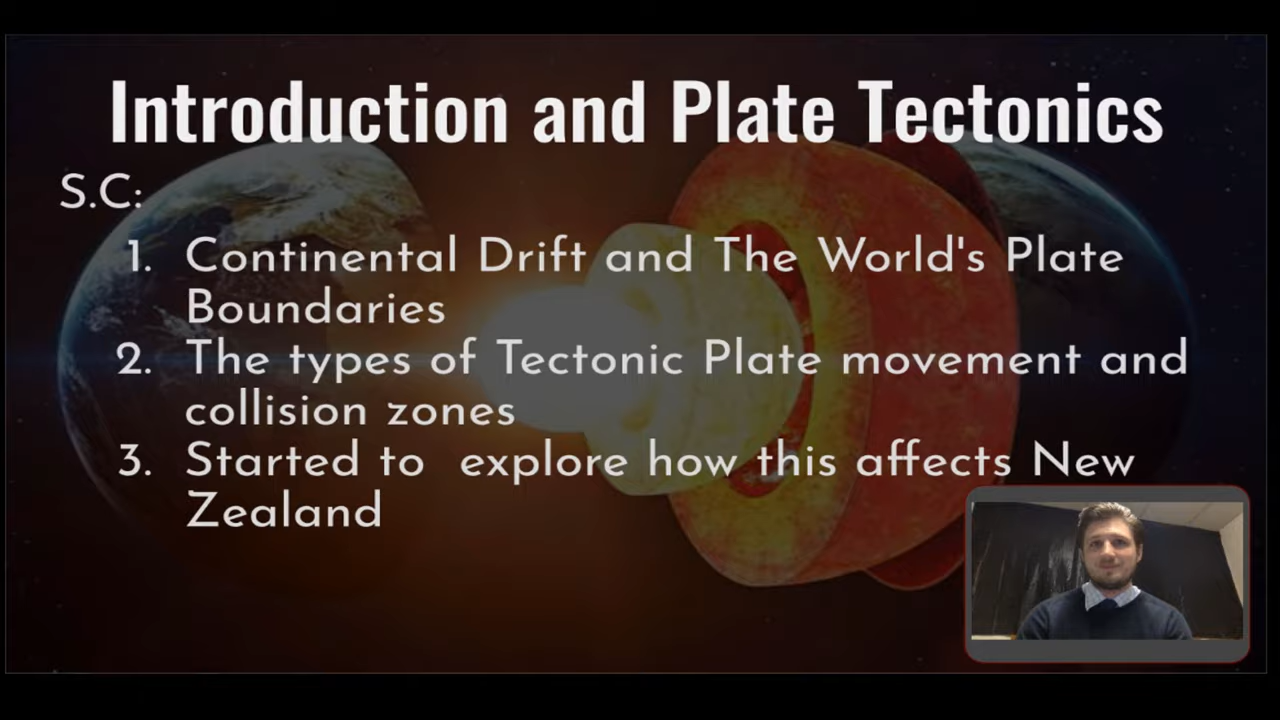 Introduction and Plate Tectonics
S.C:
1. Continental Drift and The World's Plate
Boundaries
2. The types of Tectonic Plate movement and
collision zones
3. Started to explore how this affects New
Zealand